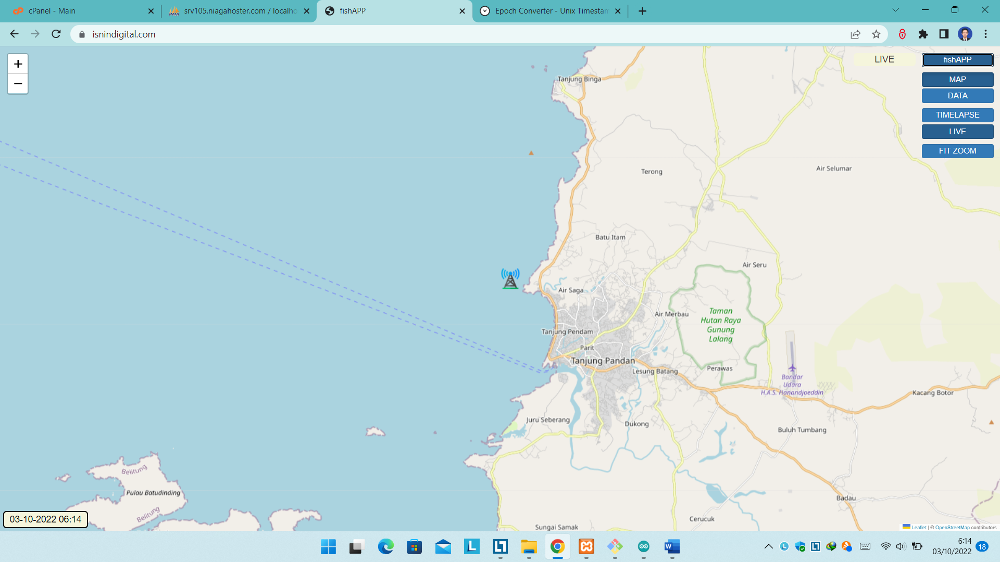 cPanel - Main
srv105.niagahoster.com / localho
fishAPP
Epoch Converter - Unix Timestam
isnindigital.com
+
−
LIVE
fishAPP
MAP
DATA
TIMELAPSE
LIVE
FIT ZOOM
Tanjung Binga
Terong
Air Selumar
Batu Itam
Air Seru
Air Saga
Air Merbau
Taman
Hutan Raya
Gunung
Lalang
Tanjung Pendam
Parit
Tanjung Pandan
Lesung Batang
Perawas
Bandar
Udara
H.A.S. Hanandjoeddin
Kacang Botor
Juru Seberang
Dukong
Buluh Tumbang
Belitung
Pulau Batudinding
Belitung
Badau
Cerucuk
Sungai Samak
03-10-2022 06:14
Leaflet | © OpenStreetMap contributors
6:14
03/10/2022
18